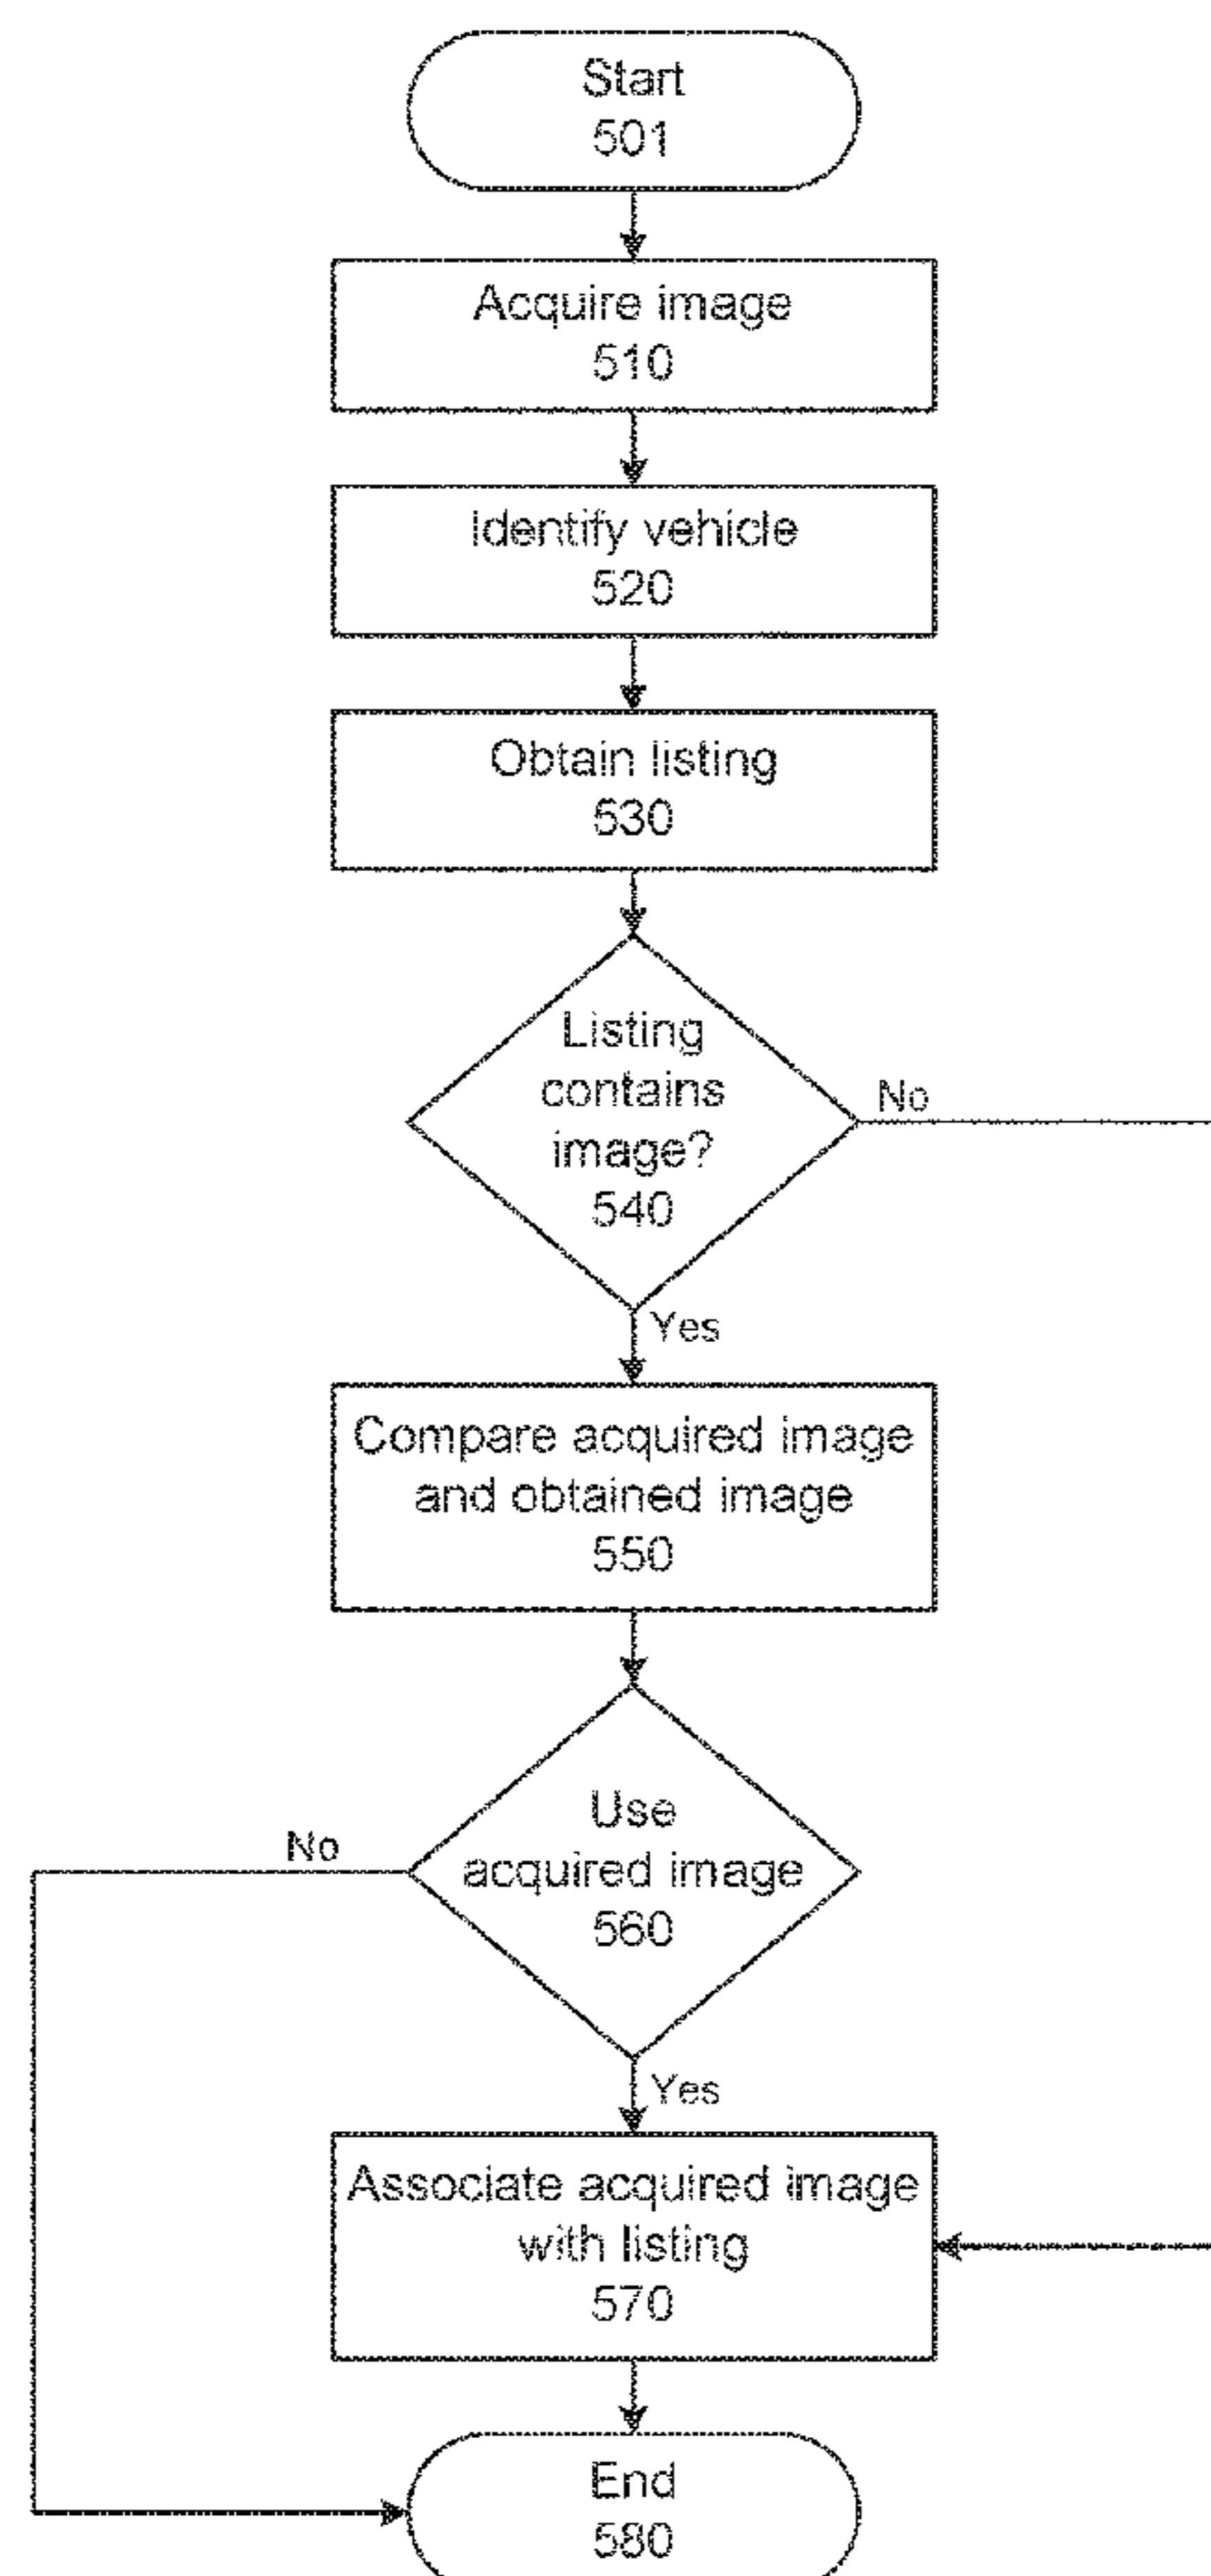 Start
501
Acquire image
510
Identify vehicle
520
Obtain listing
530
Listing
contains
image?
540
No
Yes
Compare acquired image
and obtained image
550
Use
acquired image
560
No
Yes
Associate acquired image
with listing
570
End
580